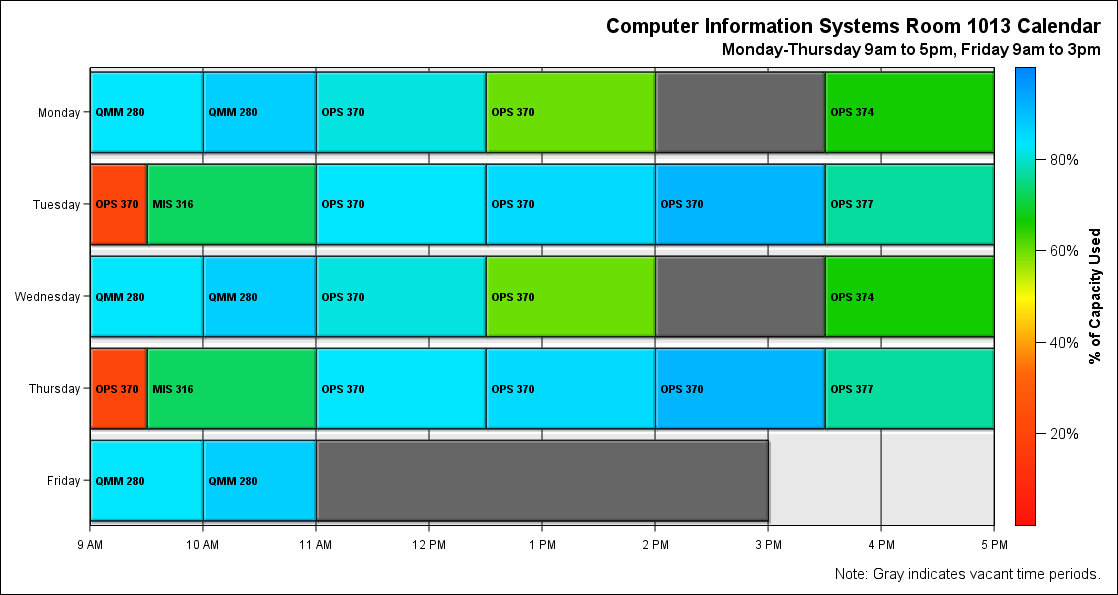 Computer Information Systems Room 1013 Calendar
Monday-Thursday 9am to 5pm, Friday 9am to 3pm
Monday QMM 280 QMM 280 OPS 370 OPS 370 OPS 374
Tuesday OPS 370 MIS 316 OPS 370 OPS 370 OPS 370 OPS 377
Wednesday QMM 280 QMM 280 OPS 370 OPS 370 OPS 374
Thursday OPS 370 MIS 316 OPS 370 OPS 370 OPS 370 OPS 377
Friday QMM 280 QMM 280
9 AM 10 AM 11 AM 12 PM 1 PM 2 PM 3 PM 4 PM 5 PM
80%
60%
40%
20%
% of Capacity Used
Note: Gray indicates vacant time periods.